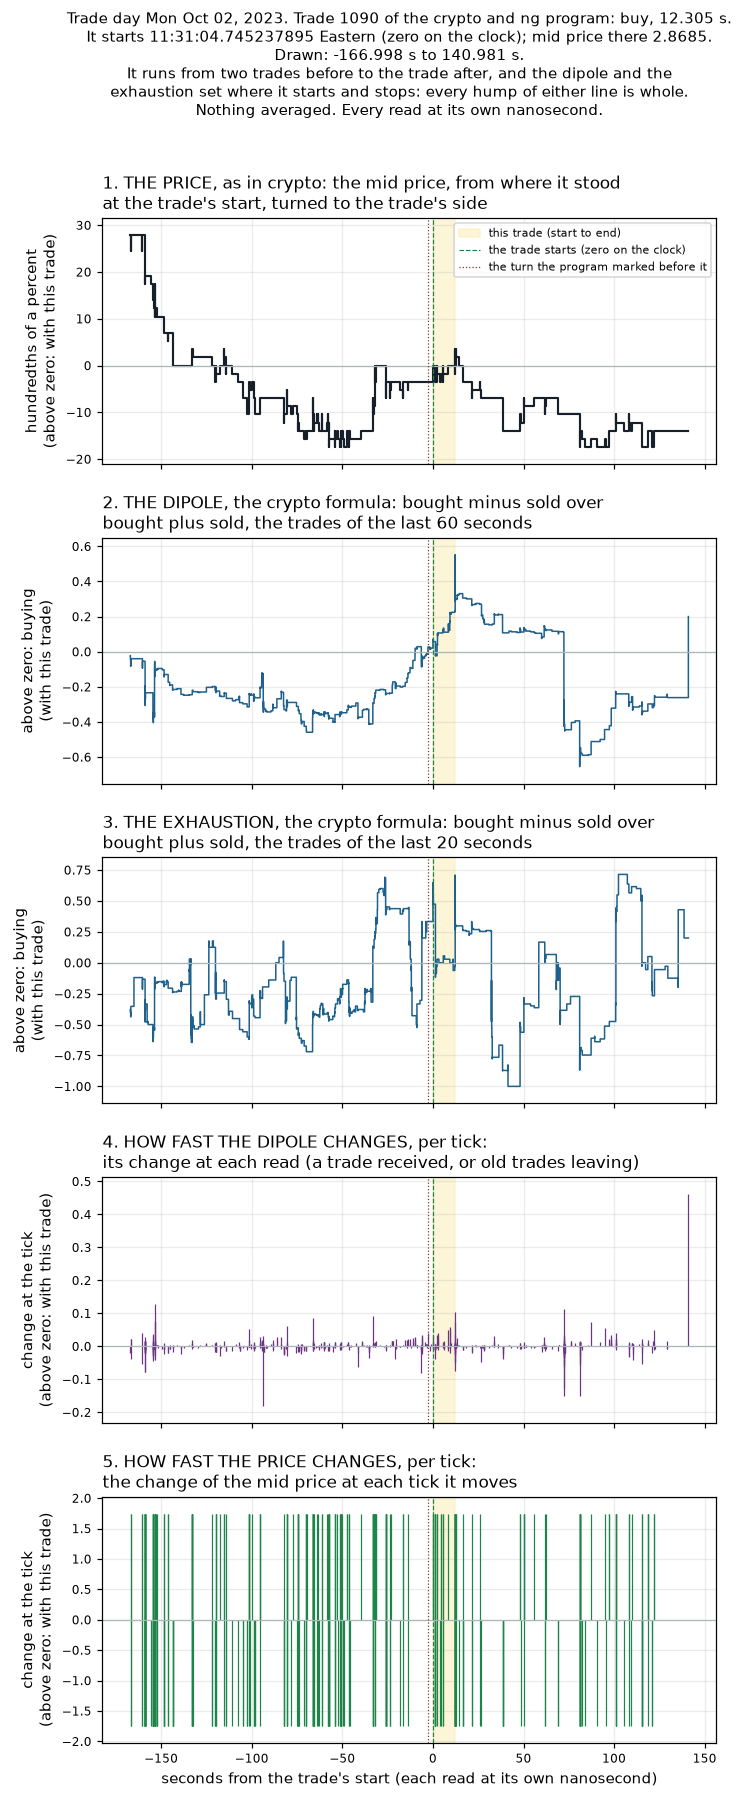 Trade day Mon Oct 02, 2023. Trade 1090 of the crypto and ng program: buy, 12.305 s.
It starts 11:31:04.745237895 Eastern (zero on the clock); mid price there 2.8685.
Drawn: -166.998 s to 140.981 s.
It runs from two trades before to the trade after, and the dipole and the
exhaustion set where it starts and stops: every hump of either line is whole.
Nothing averaged. Every read at its own nanosecond.
1. THE PRICE, as in crypto: the mid price, from where it stood
at the trade's start, turned to the trade's side
30
20
10
0
−10
−20
hundredths of a percent
(above zero: with this trade)
this trade (start to end)
the trade starts (zero on the clock)
the turn the program marked before it
2. THE DIPOLE, the crypto formula: bought minus sold over
bought plus sold, the trades of the last 60 seconds
0.6
0.4
0.2
0.0
−0.2
−0.4
−0.6
above zero: buying
(with this trade)
3. THE EXHAUSTION, the crypto formula: bought minus sold over
bought plus sold, the trades of the last 20 seconds
0.75
0.50
0.25
0.00
−0.25
−0.50
−0.75
−1.00
above zero: buying
(with this trade)
4. HOW FAST THE DIPOLE CHANGES, per tick:
its change at each read (a trade received, or old trades leaving)
0.5
0.4
0.3
0.2
0.1
0.0
−0.1
−0.2
change at the tick
(above zero: with this trade)
5. HOW FAST THE PRICE CHANGES, per tick:
the change of the mid price at each tick it moves
2.0
1.5
1.0
0.5
0.0
−0.5
−1.0
−1.5
−2.0
change at the tick
(above zero: with this trade)
−150
−100
−50
0
50
100
150
seconds from the trade's start (each read at its own nanosecond)